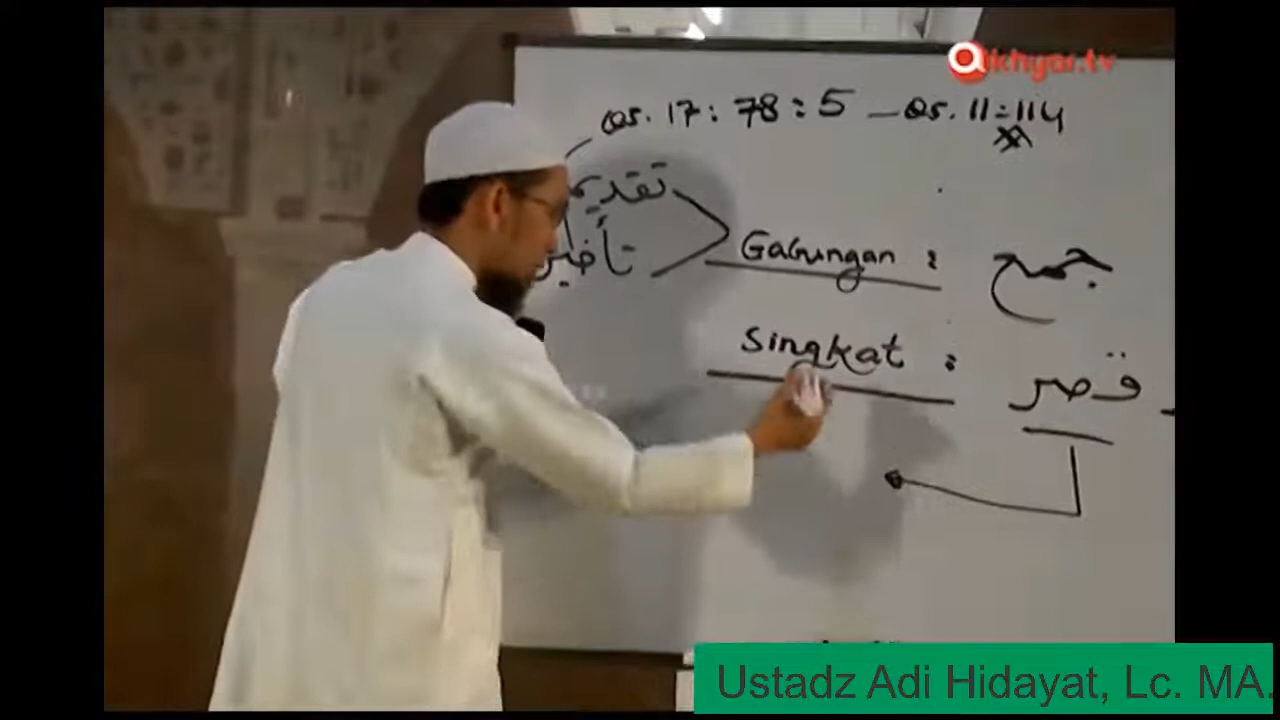 Akhyar.tv
QS. 17 : 78 : 5 – QS. 11 : 114
تقديم
تأخير
Gabungan : جمع
Singkat : قصر
Ustadz Adi Hidayat, Lc. MA.